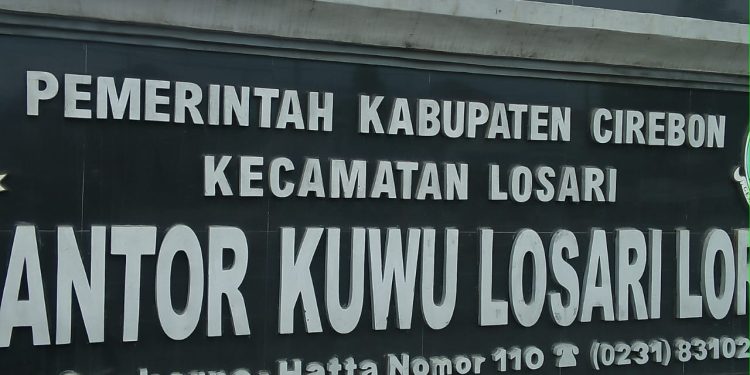 PEMERINTAH KABUPATEN CIREBON
KECAMATAN LOSARI
ANTOR KUWU LOSARI LOR
Hatta Nomor 110 ☎ (0231) 83102